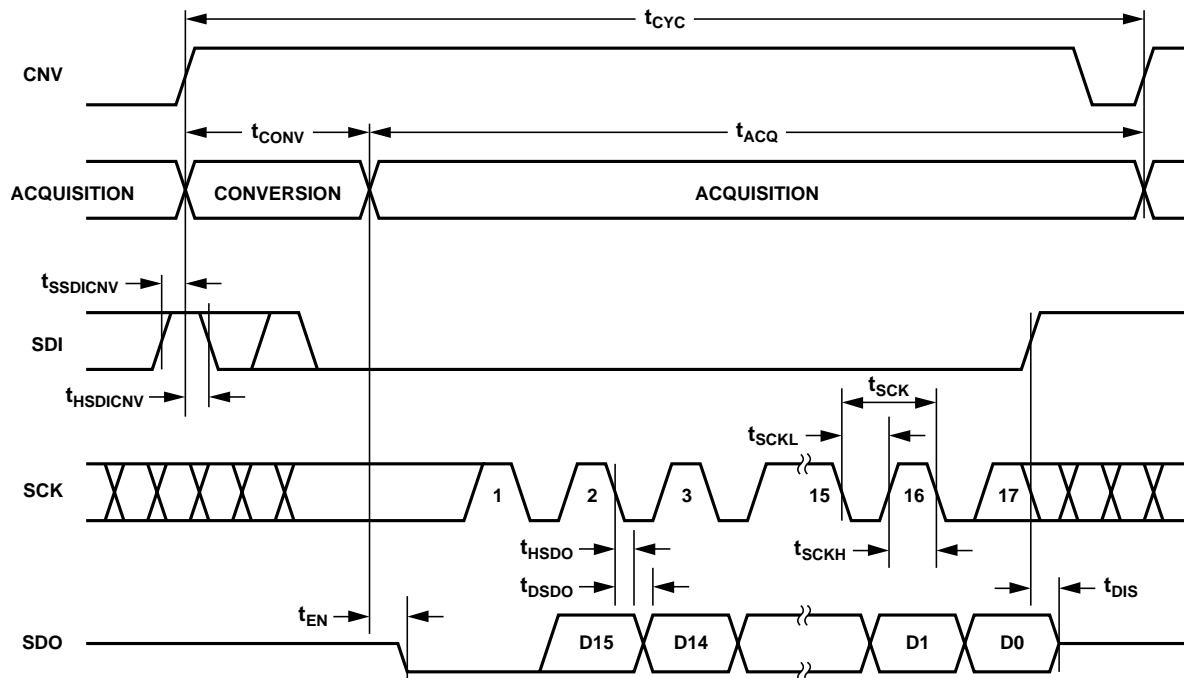 tCYC
CNV
tCONV
tACQ
ACQUISITION
CONVERSION
ACQUISITION
tSSDICNV
SDI
tHSDICNV
tSCK
tSCKL
SCK
1
2
3
15
16
17
tHSDO
tSCKH
tDSDO
tDIS
tEN
SDO
D15
D14
D1
D0